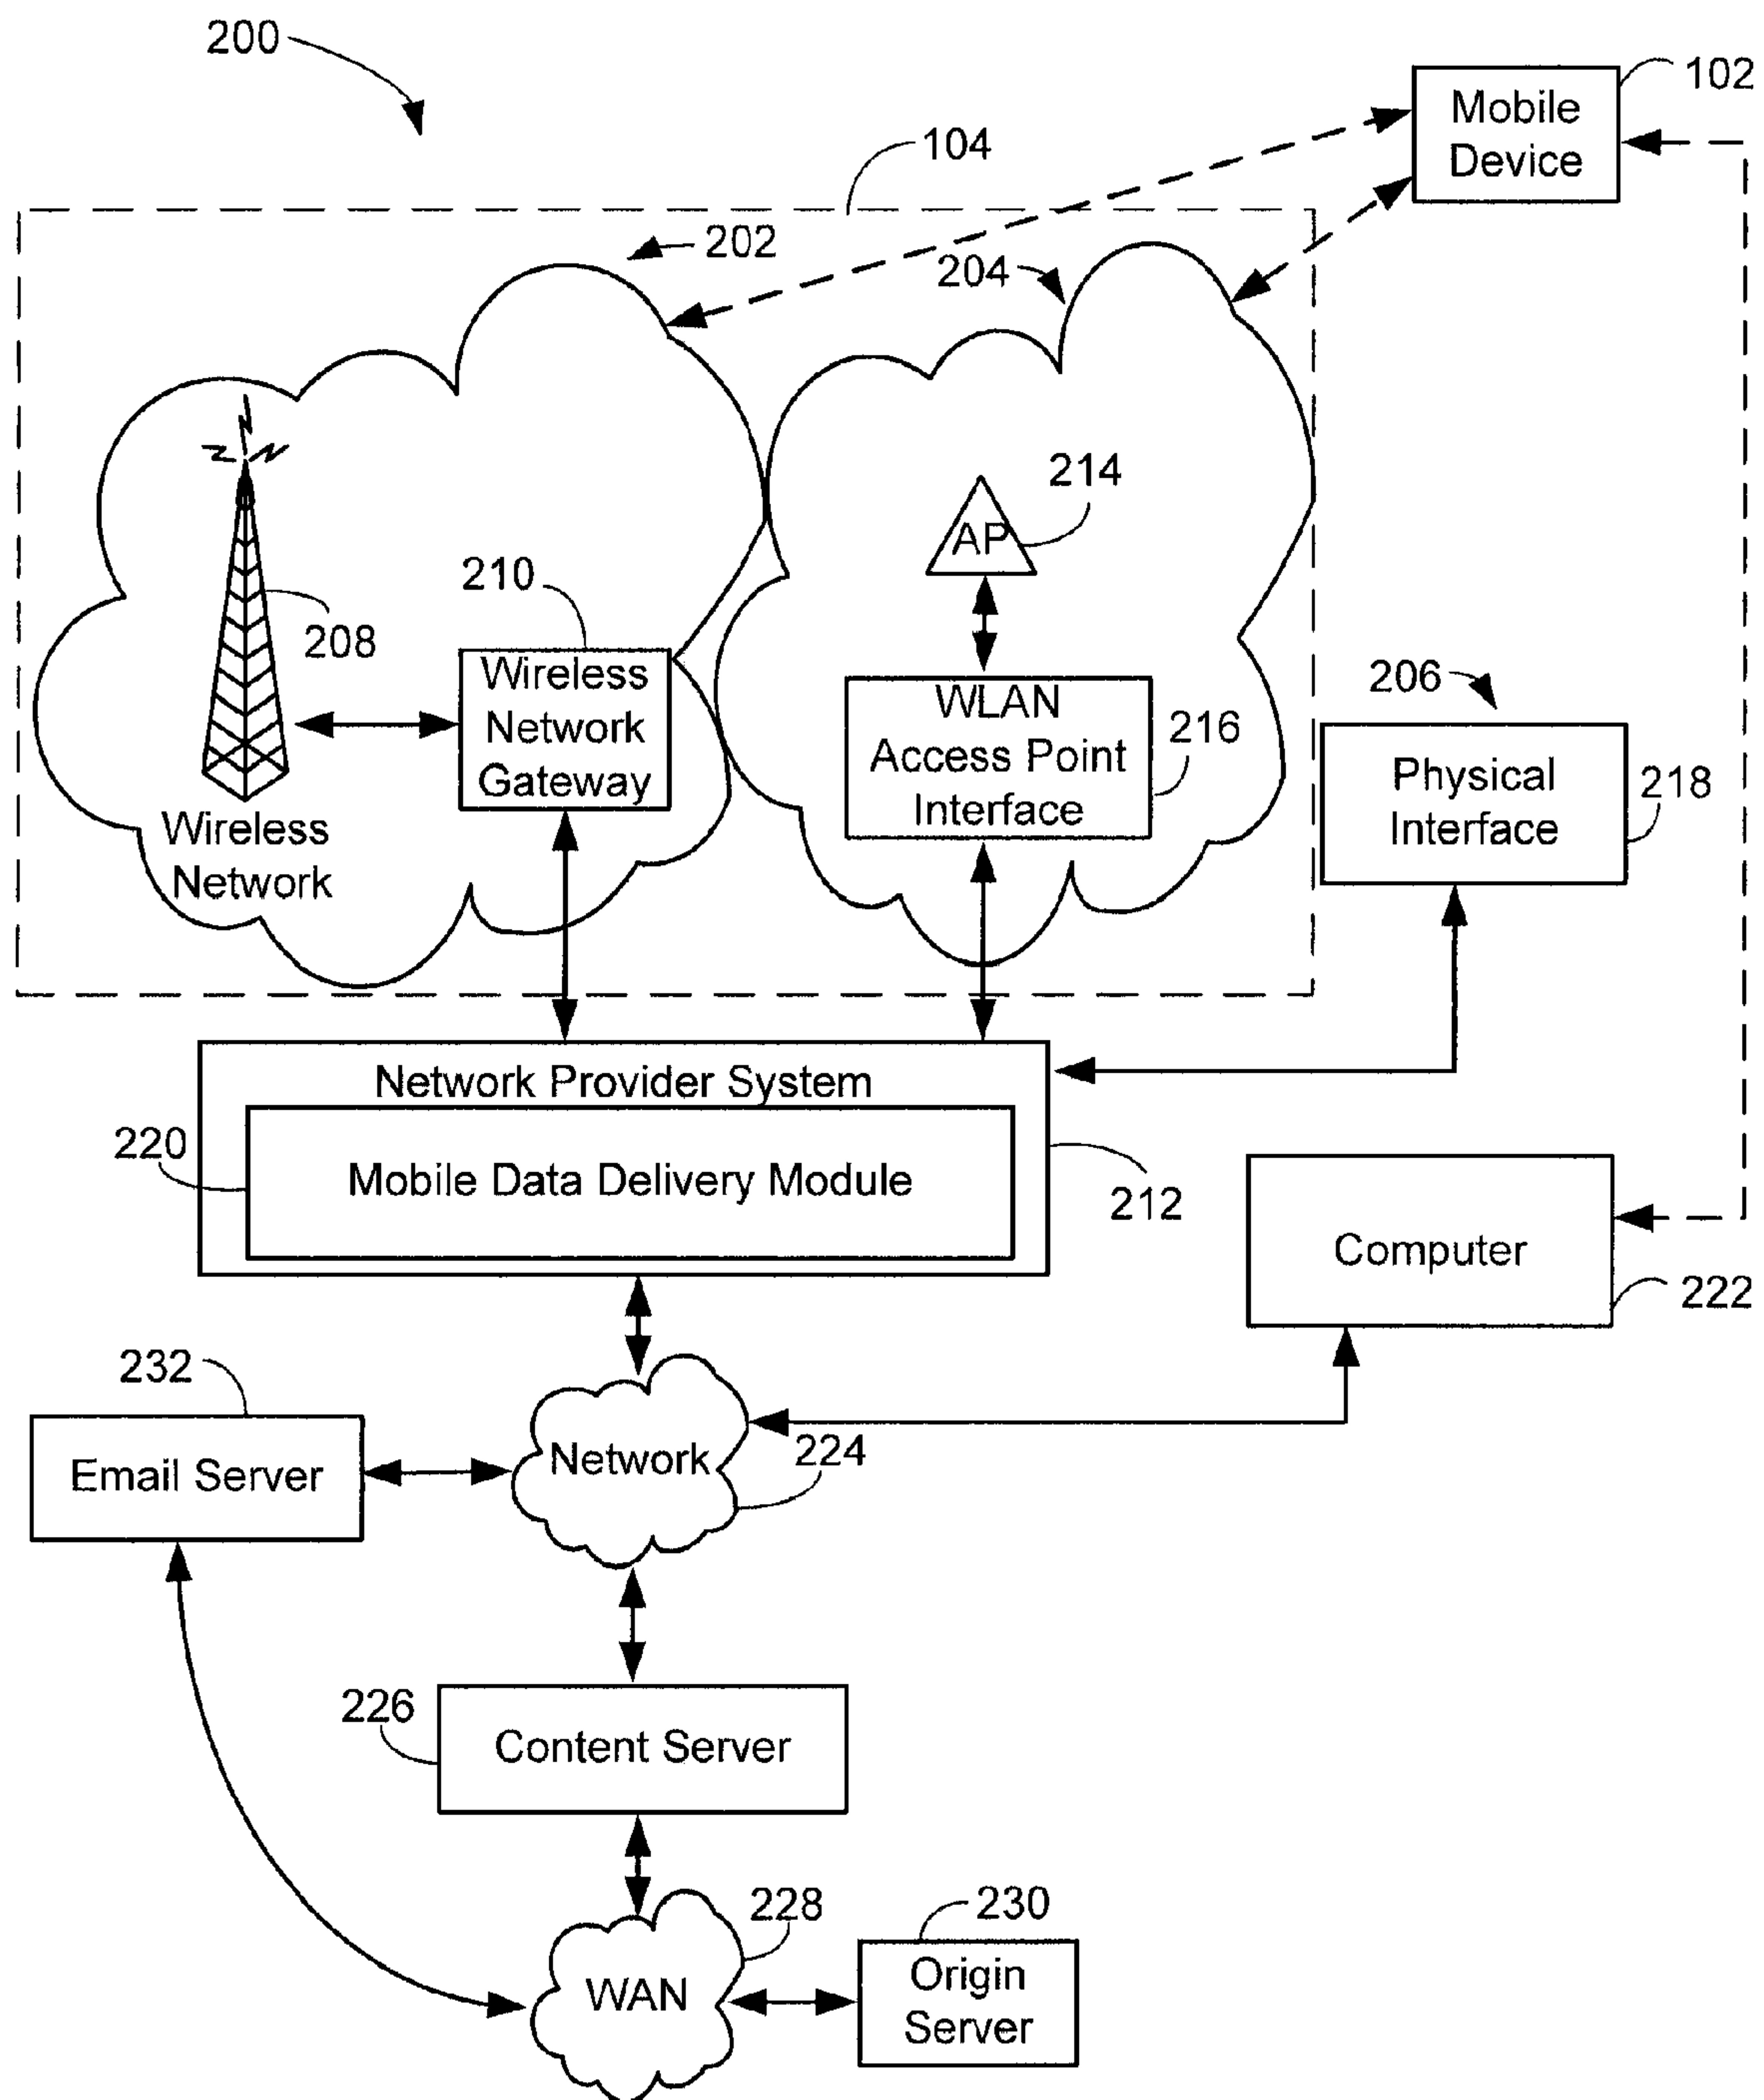 200
102
Mobile
Device
104
202
204
214
AP
210
208
Wireless
Network
Gateway
WLAN
Access Point
Interface
216
206
Physical
Interface
218
Wireless
Network
Network Provider System
220
Mobile Data Delivery Module
212
Computer
222
232
Email Server
Network
224
226
Content Server
228
WAN
230
Origin
Server